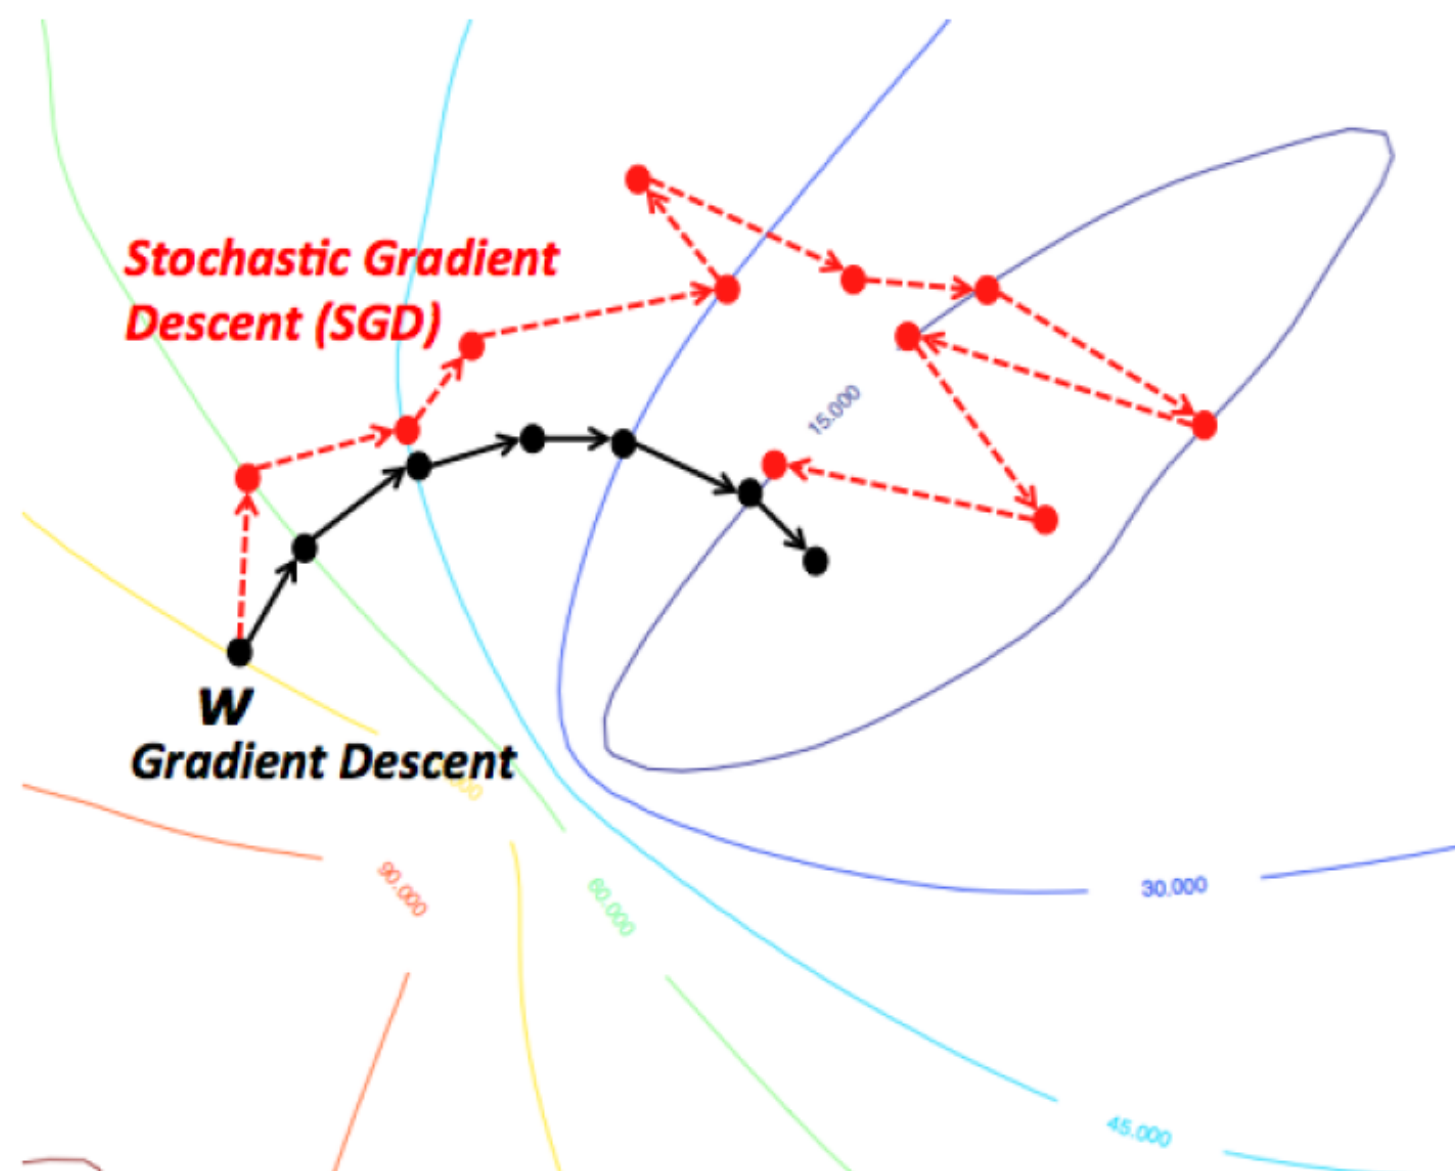 Stochastic Gradient
Descent (SGD)
15.000
W
Gradient Descent
90.000
60.000
30.000
45.000